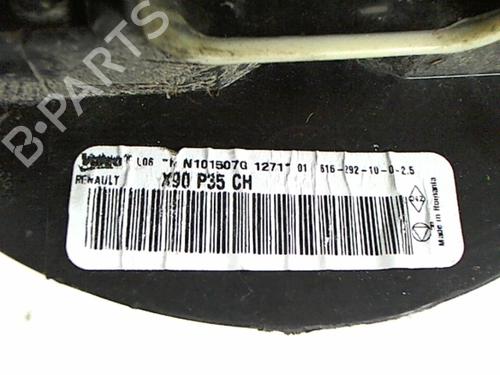 B-PARTS
Valeo L06 "K N101507G 1271" 01 616-292-10-0-2.5
RENAULT X90 P35 CH
Made in Romania